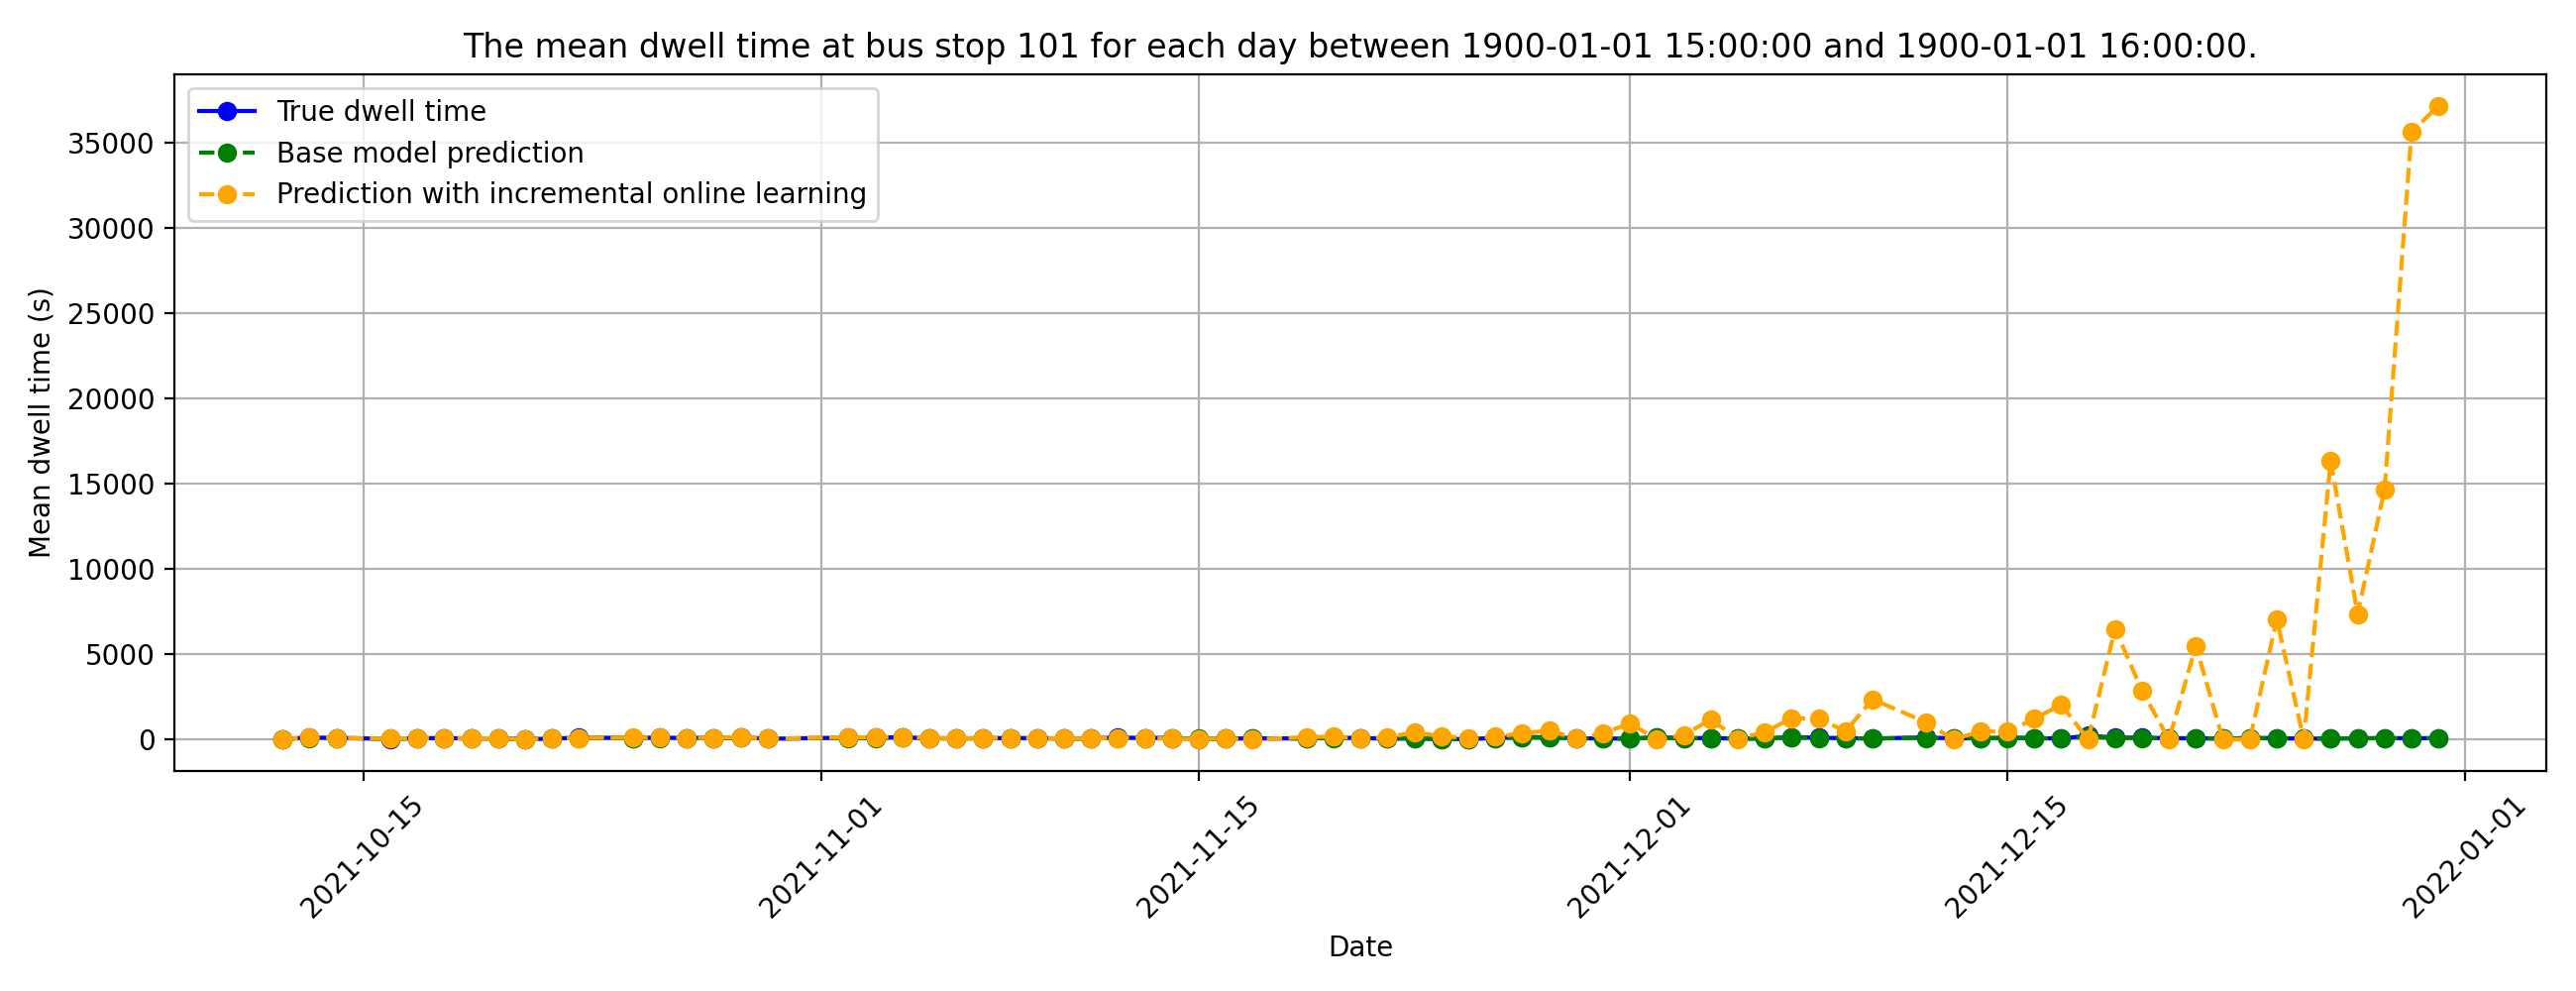 The mean dwell time at bus stop 101 for each day between 1900-01-01 15:00:00 and 1900-01-01 16:00:00.
True dwell time
Base model prediction
Prediction with incremental online learning
Mean dwell time (s)
35000
30000
25000
20000
15000
10000
5000
0
2021-10-15
2021-11-01
2021-11-15
2021-12-01
2021-12-15
2022-01-01
Date